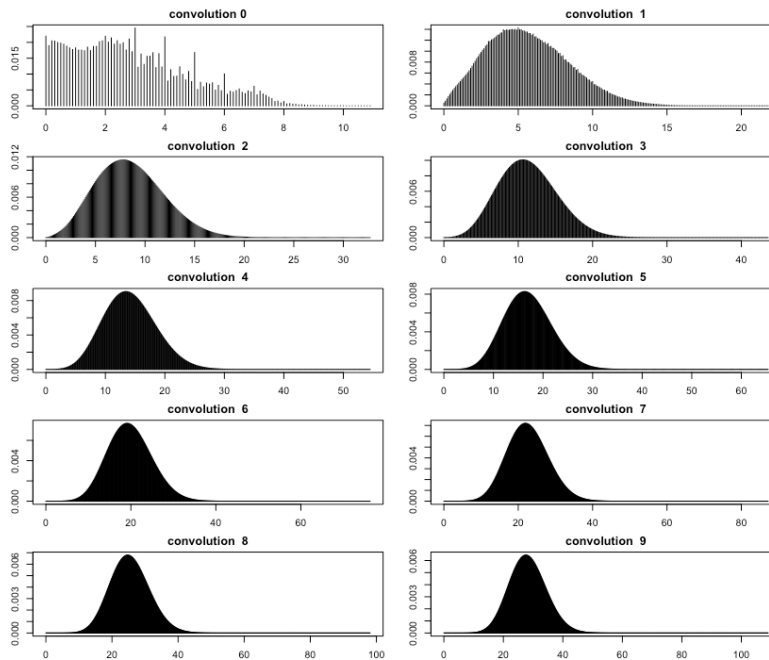 convolution 0
0.000 0.015
0 2 4 6 8 10
convolution 1
0.000 0.008
0 5 10 15 20
convolution 2
0.000 0.006 0.012
0 5 10 15 20 25 30
convolution 3
0.000 0.006
0 10 20 30 40
convolution 4
0.000 0.004 0.008
0 10 20 30 40 50
convolution 5
0.000 0.004 0.008
0 10 20 30 40 50 60
convolution 6
0.000 0.004
0 20 40 60
convolution 7
0.000 0.004
0 20 40 60 80
convolution 8
0.000 0.003 0.006
0 20 40 60 80 100
convolution 9
0.000 0.003 0.006
0 20 40 60 80 100